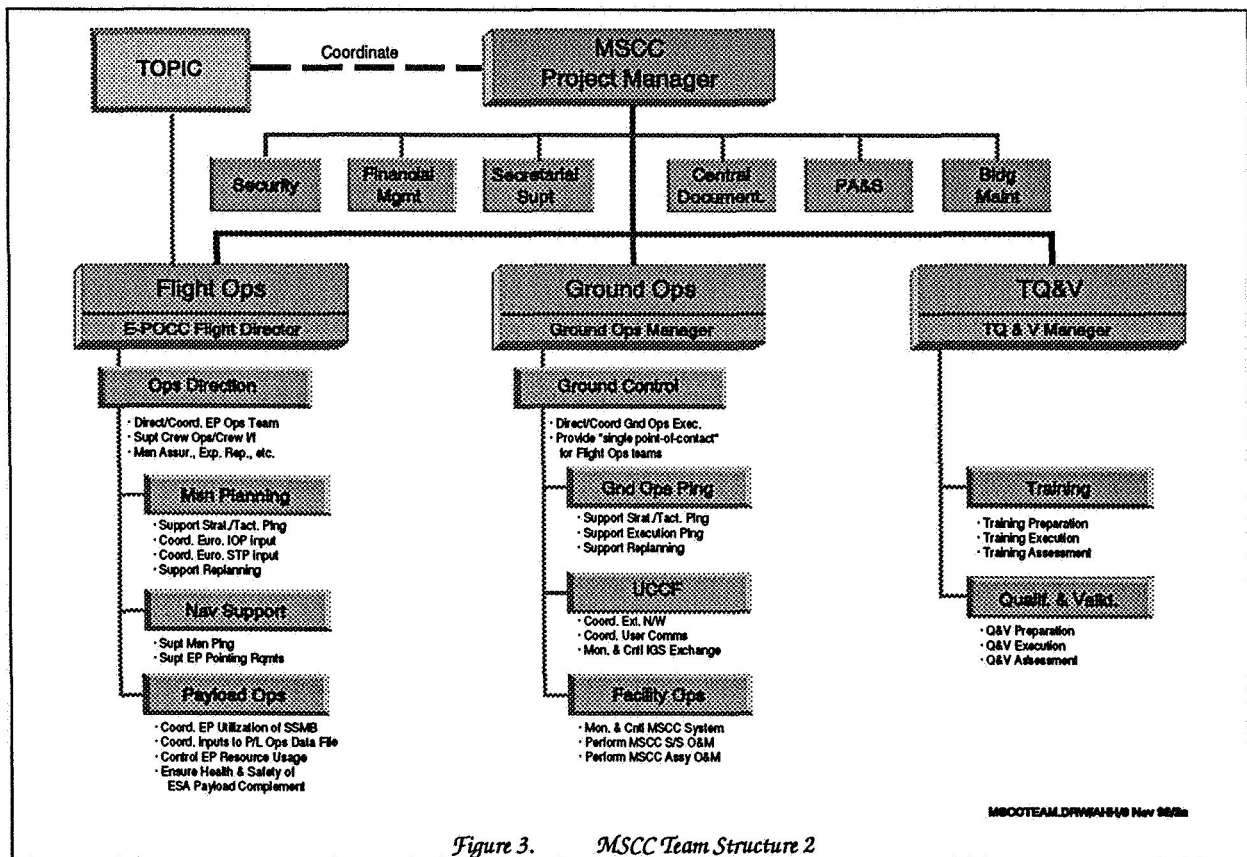 TOPIC
Coordinate
MSCC
Project Manager
Security
Financial
Mgmt
Secretarial
Supt
Central
Document.
PA&S
Bldg
Maint
Flight Ops
E-POCC Flight Director
Ops Direction
· Direct/Coord. EP Ops Team
· Supt Crew Ops/Crew I/f
· Msn Assur., Exp. Rep., etc.
Msn Planning
· Support Strat./Tact. Plng
· Coord. Euro. IOP input
· Coord. Euro. STP input
· Support Replanning
Nav Support
· Supt Msn Plng
· Supt EP Pointing Rqmts
Payload Ops
· Coord. EP Utilization of SSMB
· Coord. Inputs to P/L Ops Data File
· Control EP Resource Usage
· Ensure Health & Safety of
ESA Payload Complement
Ground Ops
Ground Ops Manager
Ground Control
· Direct/Coord Gnd Ops Exec.
· Provide "single point-of-contact"
for Flight Ops teams
Gnd Ops Plng
· Support Strat./Tact. Plng
· Support Execution Plng
· Support Replanning
UCCF
· Coord. Ext. N/W
· Coord. User Comms
· Mon. & Cntl IGS Exchange
Facility Ops
· Mon. & Cntl MSCC System
· Perform MSCC S/S O&M
· Perform MSCC Assy O&M
TQ&V
TQ & V Manager
Training
· Training Preparation
· Training Execution
· Training Assessment
Qualif. & Valid.
· Q&V Preparation
· Q&V Execution
· Q&V Assessment
Nov
Figure 3. MSCC Team Structure 2